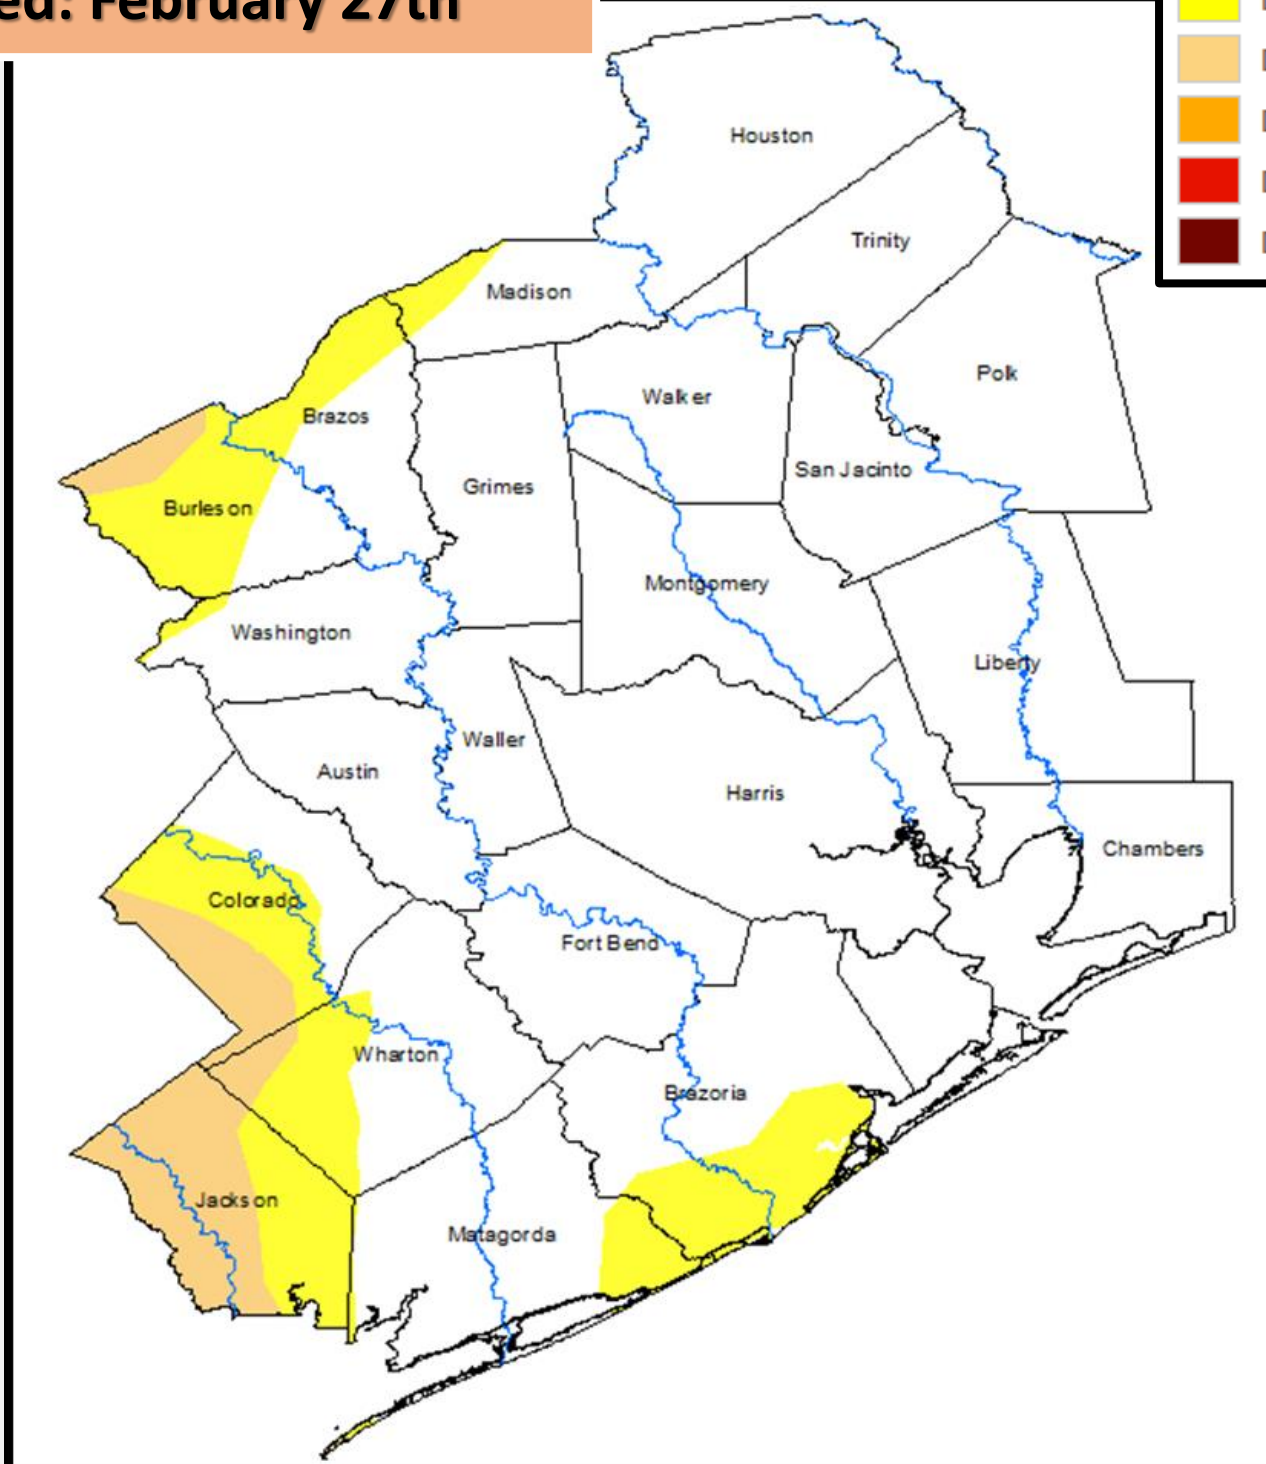 ed: February 27th
D
D
D
D
Houston
Trinity
Madison
Polk
Walker
Brazos
San Jacinto
Grimes
Burleson
Montgomery
Washington
Liberty
Waller
Austin
Harris
Chambers
Colorado
Fort Bend
Wharton
Brazoria
Jackson
Matagorda